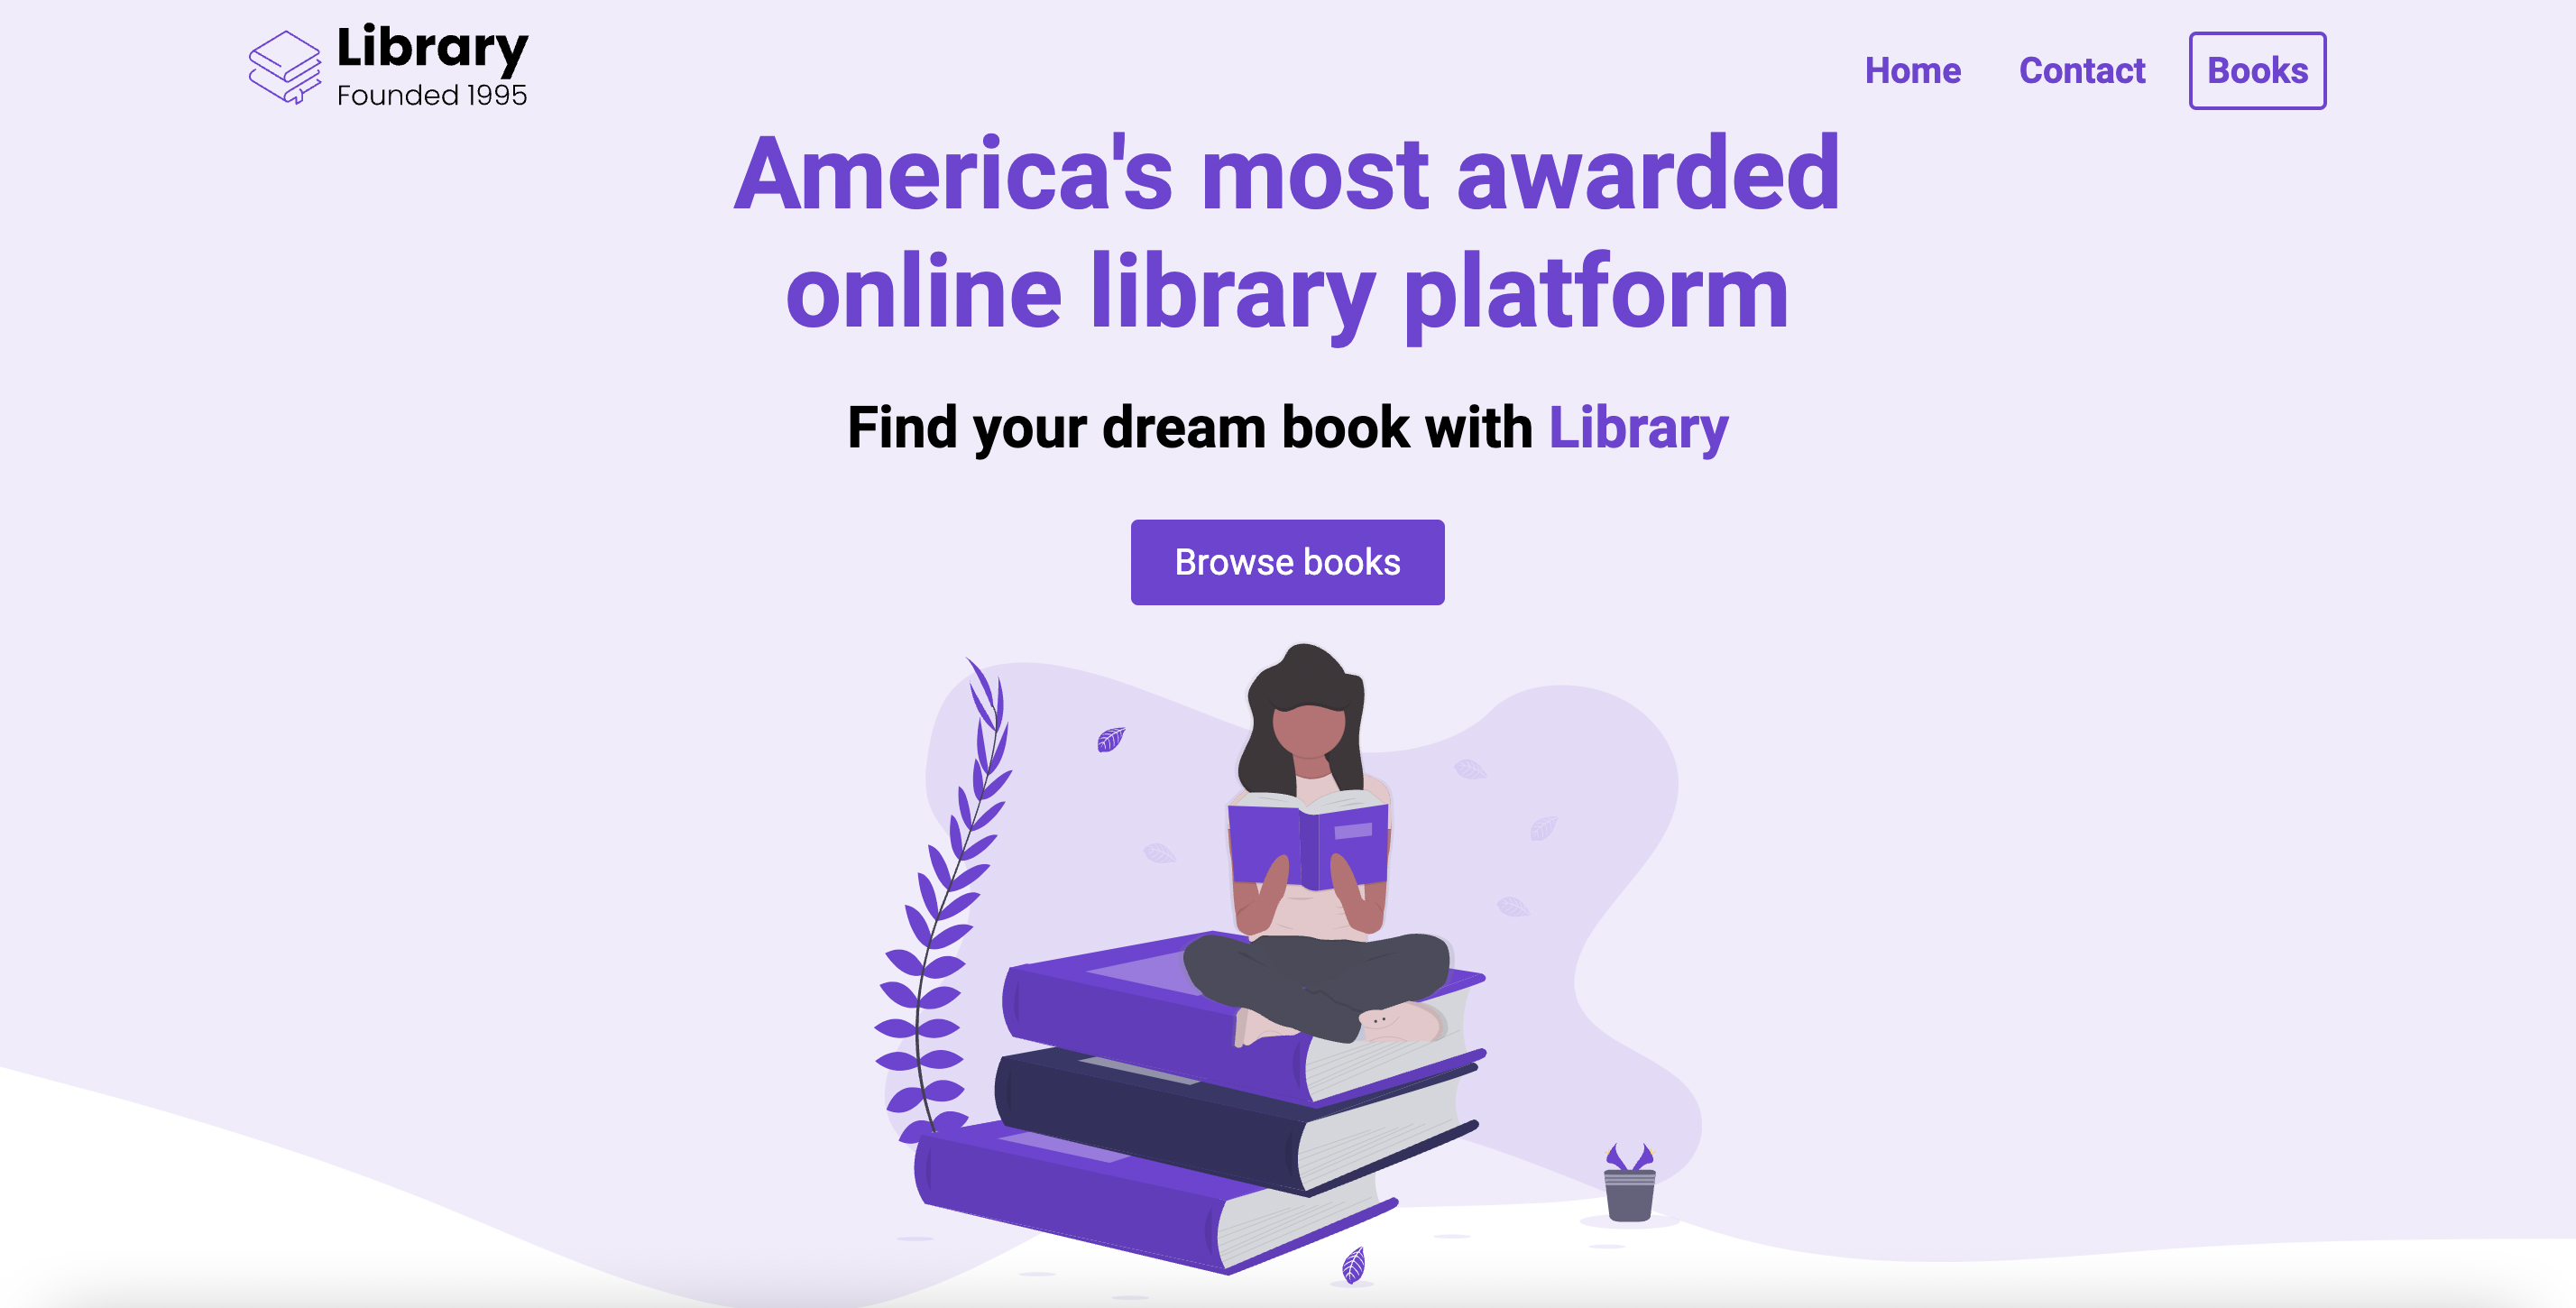 Library
Founded 1995
Home
Contact
Books
America's most awarded
online library platform
Find your dream book with Library
Browse books